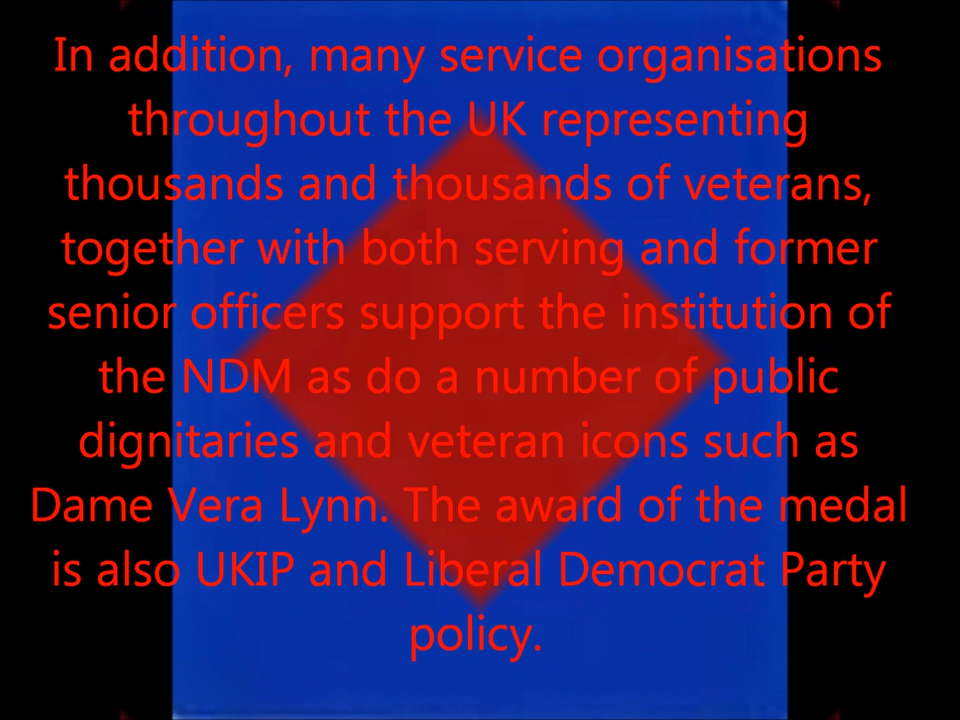 In addition, many service organisations
throughout the UK representing
thousands and thousands of veterans,
together with both serving and former
senior officers support the institution of
the NDM as do a number of public
dignitaries and veteran icons such as
Dame Vera Lynn. The award of the medal
is also UKIP and Liberal Democrat Party
policy.